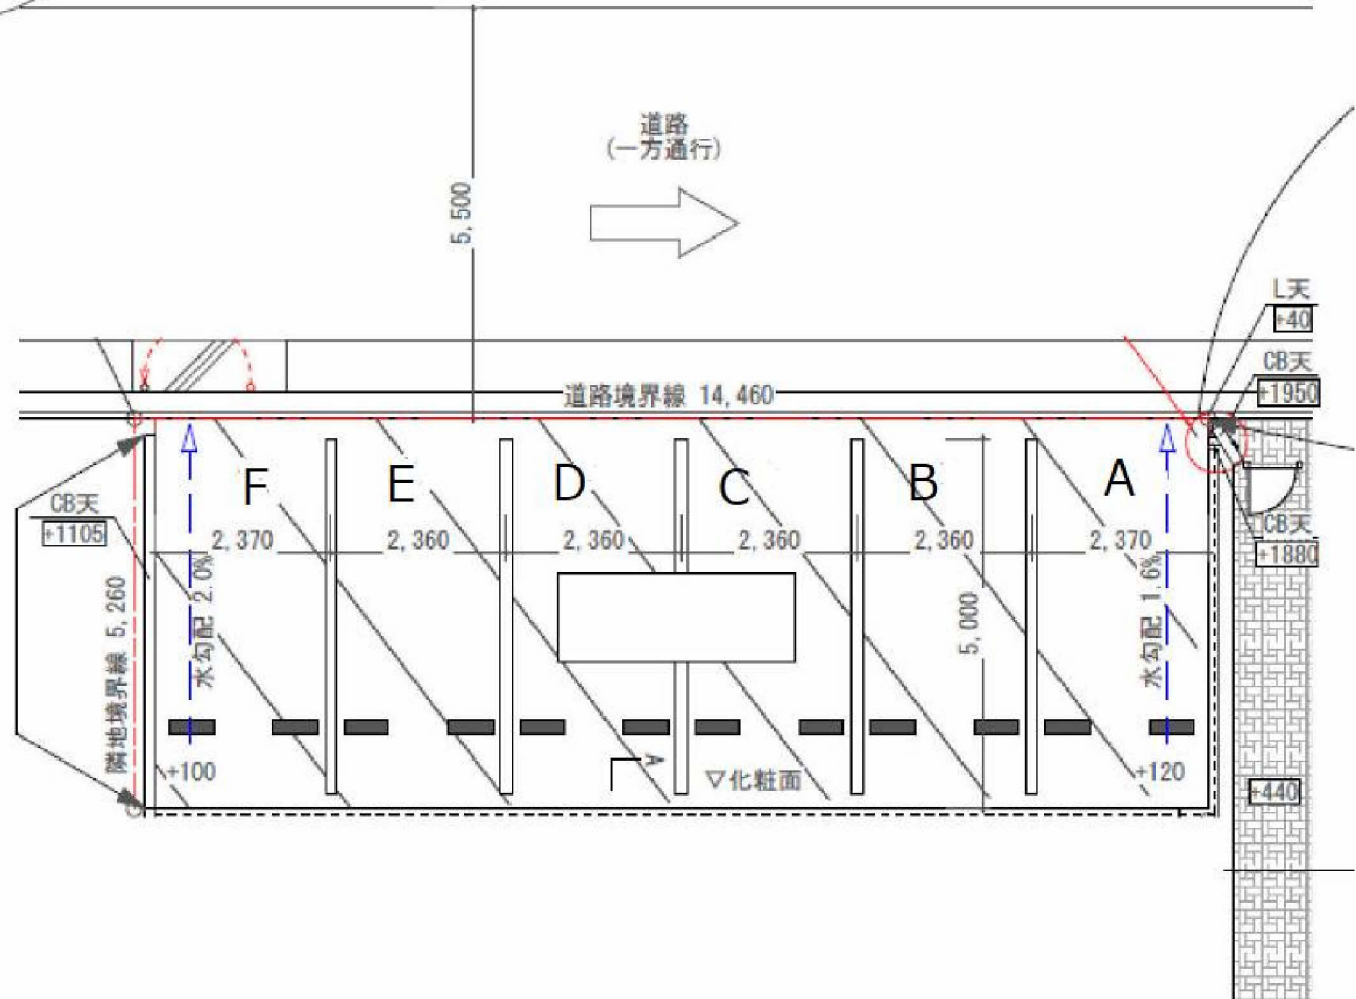 道路
(一方通行)
5,500
L天
+40
CB天
+1950
道路境界線 14,460
F
E
D
C
B
A
CB天
+1105
2,370
2,360
2,360
2,360
2,360
2,370
CB天
+1880
隣地境界線 5,260
水勾配 2.0%
5,000
水勾配 1.6%
+100
A
▽化粧面
+120
+440